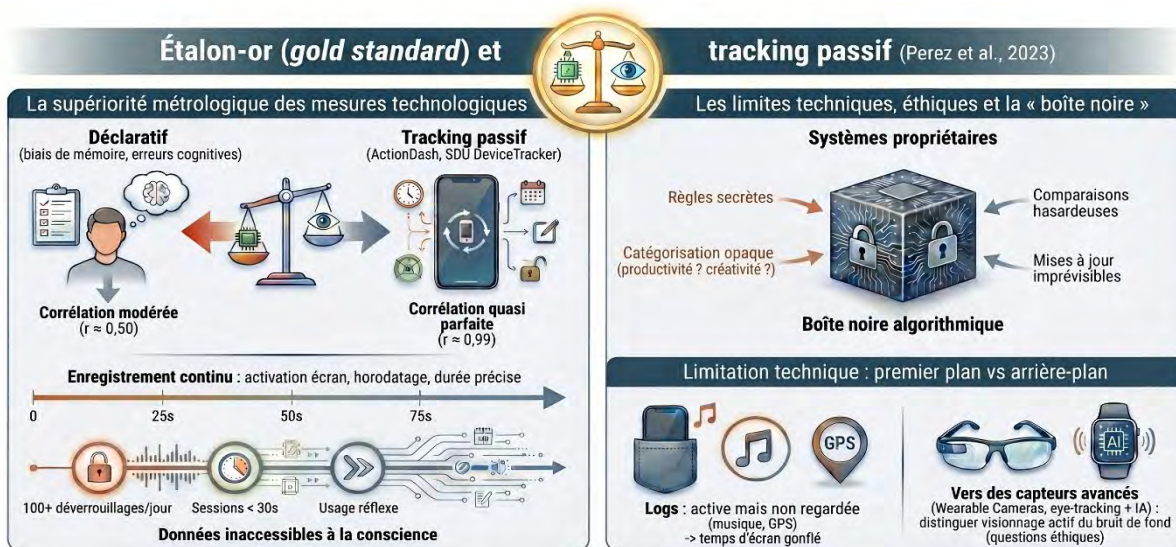 Étalon-or (gold standard) et tracking passif (Perez et al., 2023)
La supériorité métrologique des mesures technologiques
Déclaratif
(biais de mémoire, erreurs cognitives)
Tracking passif
(ActionDash, SDU DeviceTracker)
Corrélation modérée
(r ≈ 0,50)
Corrélation quasi
parfaite
(r ≈ 0,99)
Enregistrement continu : activation écran, horodatage, durée précise
0
25s
50s
75s
100+ déverrouillages/jour
Sessions < 30s
Usage réflexe
Données inaccessibles à la conscience
Les limites techniques, éthiques et la « boîte noire »
Systèmes propriétaires
Règles secrètes
Catégorisation opaque
(productivité ? créativité ?)
Comparaisons
hasardeuses
Mises à jour
imprévisibles
Boîte noire algorithmique
Limitation technique : premier plan vs arrière-plan
GPS
Logs : active mais non regardée
(musique, GPS)
-> temps d'écran gonflé
AI
Vers des capteurs avancés
(Wearable Cameras, eye-tracking + IA) :
distinguer visionnage actif du bruit de fond
(questions éthiques)